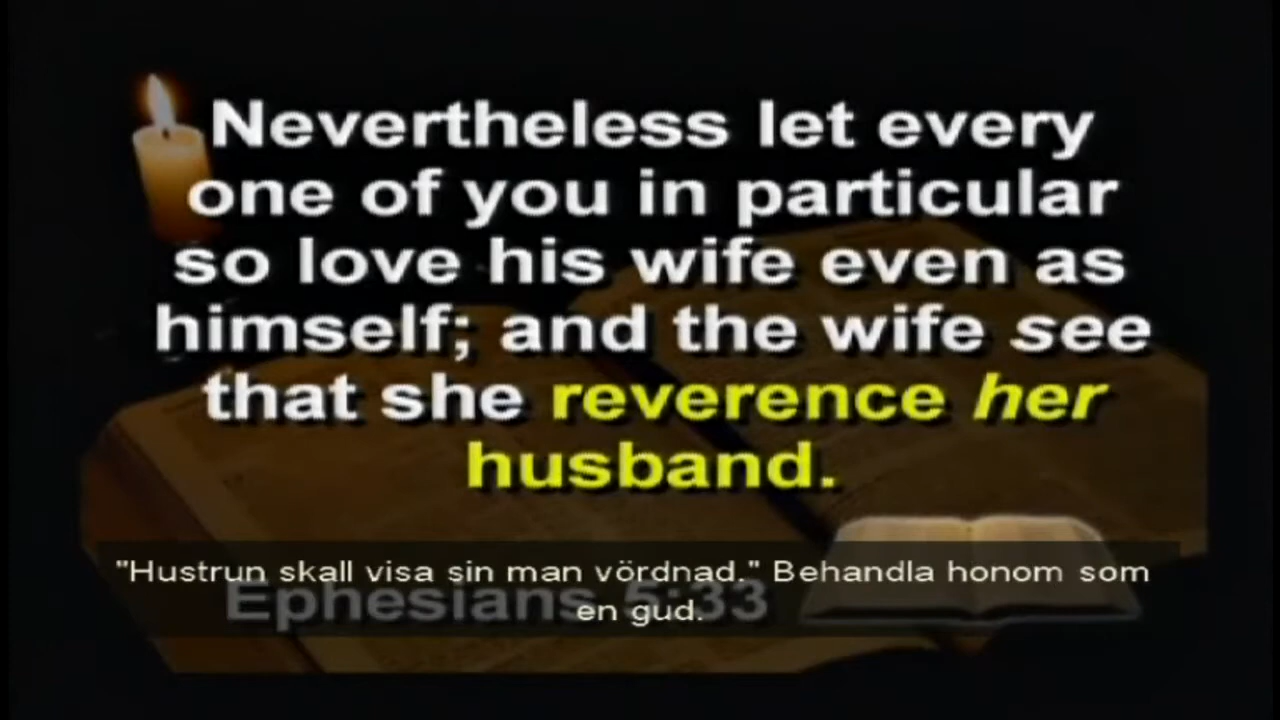 Nevertheless let every
one of you in particular
so love his wife even as
himself; and the wife see
that she reverence her
husband.
"Hustrun skall visa sin man vördnad." Behandla honom som
en gud.
Ephesians 5:33